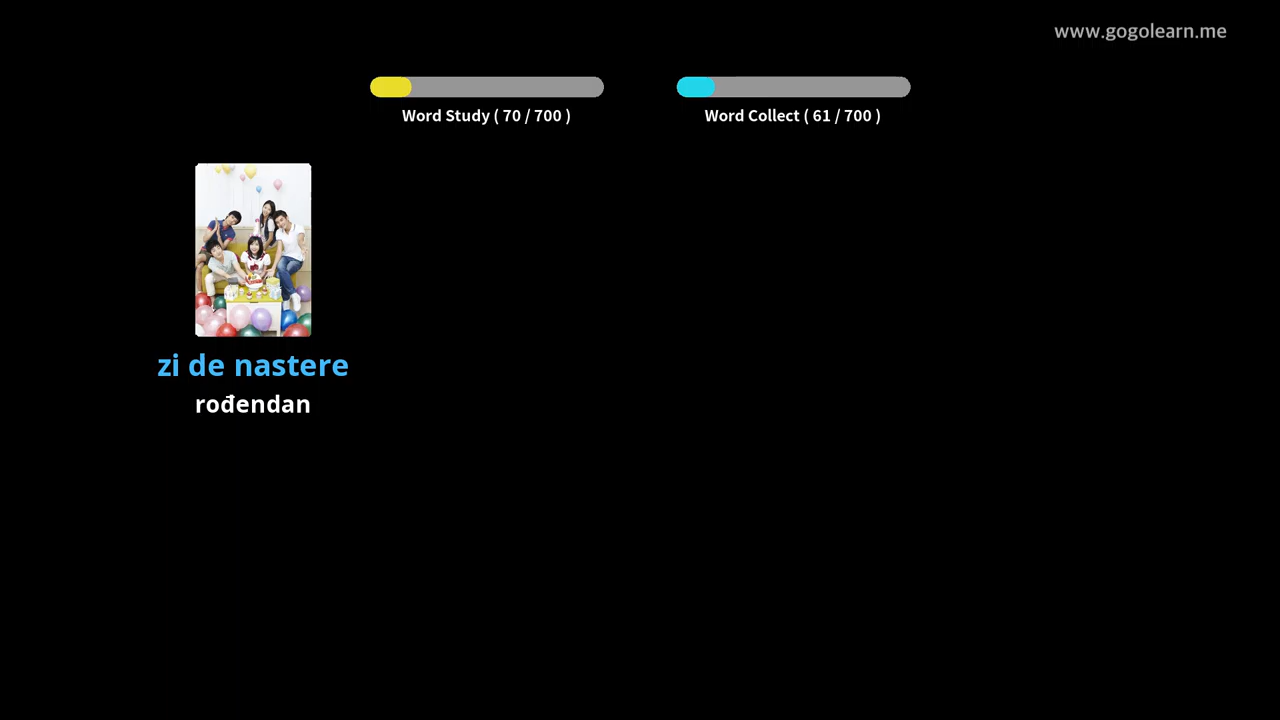 www.gogolearn.me
Word Study ( 70 / 700 )
Word Collect ( 61 / 700 )
zi de nastere
rođendan